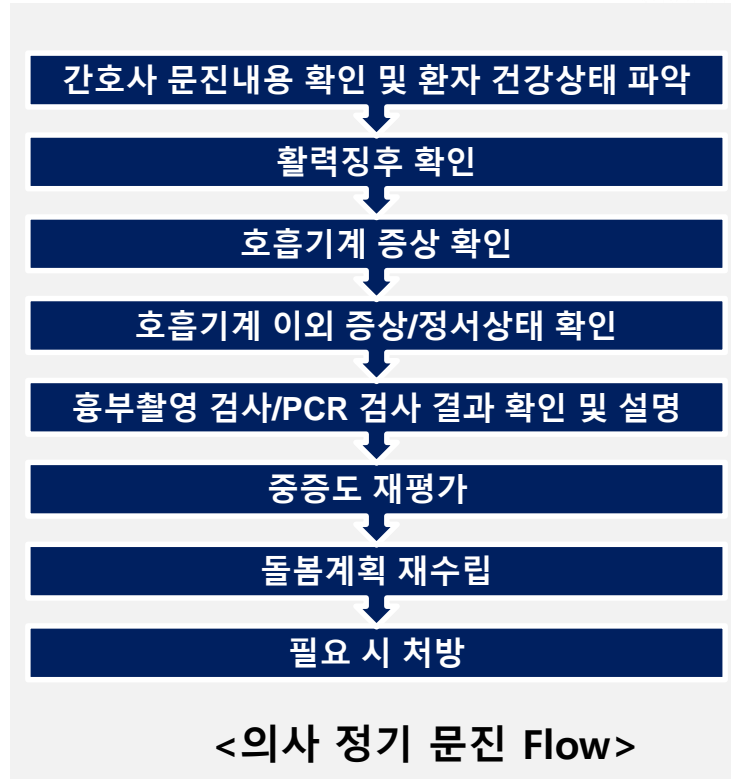 간호사 문진내용 확인 및 환자 건강상태 파악
활력징후 확인
호흡기계 증상 확인
호흡기계 이외 증상/정서상태 확인
흉부촬영 검사/PCR 검사 결과 확인 및 설명
중증도 재평가
돌봄계획 재수립
필요 시 처방
<의사 정기 문진 Flow>